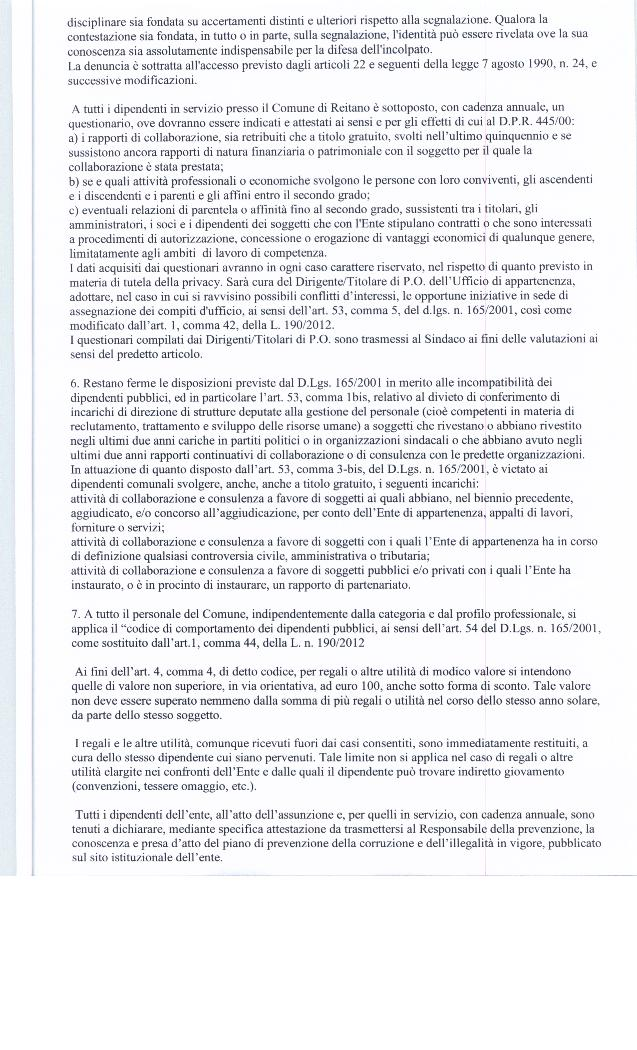 disciplinare sia fondata su accertamenti distinti e ulteriori rispetto alla segnalazione. Qualora la
contestazione sia fondata, in tutto o in parte, sulla segnalazione, l'identità può essere rivelata ove la sua
conoscenza sia assolutamente indispensabile per la difesa dell'incolpato.
La denuncia è sottratta all'accesso previsto dagli articoli 22 e seguenti della legge 7 agosto 1990, n. 24, e
successive modificazioni.
A tutti i dipendenti in servizio presso il Comune di Reitano è sottoposto, con cadenza annuale, un
questionario, ove dovranno essere indicati e attestati ai sensi e per gli effetti di cui al D.P.R. 445/00:
a) i rapporti di collaborazione, sia retribuiti che a titolo gratuito, svolti nell'ultimo quinquennio e se
sussistono ancora rapporti di natura finanziaria o patrimoniale con il soggetto per il quale la
collaborazione è stata prestata;
b) se e quali attività professionali o economiche svolgono le persone con loro conviventi, gli ascendenti
e i discendenti e i parenti e gli affini entro il secondo grado;
c) eventuali relazioni di parentela o affinità fino al secondo grado, sussistenti tra i titolari, gli
amministratori, i soci e i dipendenti dei soggetti che con l'Ente stipulano contratti o che sono interessati
a procedimenti di autorizzazione, concessione o erogazione di vantaggi economici di qualunque genere,
limitatamente agli ambiti di lavoro di competenza.
I dati acquisiti dai questionari avranno in ogni caso carattere riservato, nel rispetto di quanto previsto in
materia di tutela della privacy. Sarà cura del Dirigente/Titolare di P.O. dell'Ufficio di appartenenza,
adottare, nel caso in cui si ravvisino possibili conflitti d'interessi, le opportune iniziative in sede di
assegnazione dei compiti d'ufficio, ai sensi dell'art. 53, comma 5, del d.lgs. n. 165/2001, così come
modificato dall'art. 1, comma 42, della L. 190/2012.
I questionari compilati dai Dirigenti/Titolari di P.O. sono trasmessi al Sindaco ai fini delle valutazioni ai
sensi del predetto articolo.
6. Restano ferme le disposizioni previste dal D.Lgs. 165/2001 in merito alle incompatibilità dei
dipendenti pubblici, ed in particolare l'art. 53, comma 1bis, relativo al divieto di conferimento di
incarichi di direzione di strutture deputate alla gestione del personale (cioè competenti in materia di
reclutamento, trattamento e sviluppo delle risorse umane) a soggetti che rivestano o abbiano rivestito
negli ultimi due anni cariche in partiti politici o in organizzazioni sindacali o che abbiano avuto negli
ultimi due anni rapporti continuativi di collaborazione o di consulenza con le predette organizzazioni.
In attuazione di quanto disposto dall'art. 53, comma 3-bis, del D.Lgs. n. 165/2001, è vietato ai
dipendenti comunali svolgere, anche, anche a titolo gratuito, i seguenti incarichi:
attività di collaborazione e consulenza a favore di soggetti ai quali abbiano, nel biennio precedente,
aggiudicato, e/o concorso all'aggiudicazione, per conto dell'Ente di appartenenza, appalti di lavori,
forniture o servizi;
attività di collaborazione e consulenza a favore di soggetti con i quali l'Ente di appartenenza ha in corso
di definizione qualsiasi controversia civile, amministrativa o tributaria;
attività di collaborazione e consulenza a favore di soggetti pubblici e/o privati con i quali l'Ente ha
instaurato, o è in procinto di instaurare, un rapporto di partenariato.
7. A tutto il personale del Comune, indipendentemente dalla categoria e dal profilo professionale, si
applica il “codice di comportamento dei dipendenti pubblici, ai sensi dell'art. 54 del D.Lgs. n. 165/2001,
come sostituito dall'art.1, comma 44, della L. n. 190/2012
Ai fini dell'art. 4, comma 4, di detto codice, per regali o altre utilità di modico valore si intendono
quelle di valore non superiore, in via orientativa, ad euro 100, anche sotto forma di sconto. Tale valore
non deve essere superato nemmeno dalla somma di più regali o utilità nel corso dello stesso anno solare,
da parte dello stesso soggetto.
I regali e le altre utilità, comunque ricevuti fuori dai casi consentiti, sono immediatamente restituiti, a
cura dello stesso dipendente cui siano pervenuti. Tale limite non si applica nel caso di regali o altre
utilità elargite nei confronti dell'Ente e dalle quali il dipendente può trovare indiretto giovamento
(convenzioni, tessere omaggio, etc.).
Tutti i dipendenti dell'ente, all'atto dell'assunzione e, per quelli in servizio, con cadenza annuale, sono
tenuti a dichiarare, mediante specifica attestazione da trasmettersi al Responsabile della prevenzione, la
conoscenza e presa d'atto del piano di prevenzione della corruzione e dell'illegalità in vigore, pubblicato
sul sito istituzionale dell'ente.